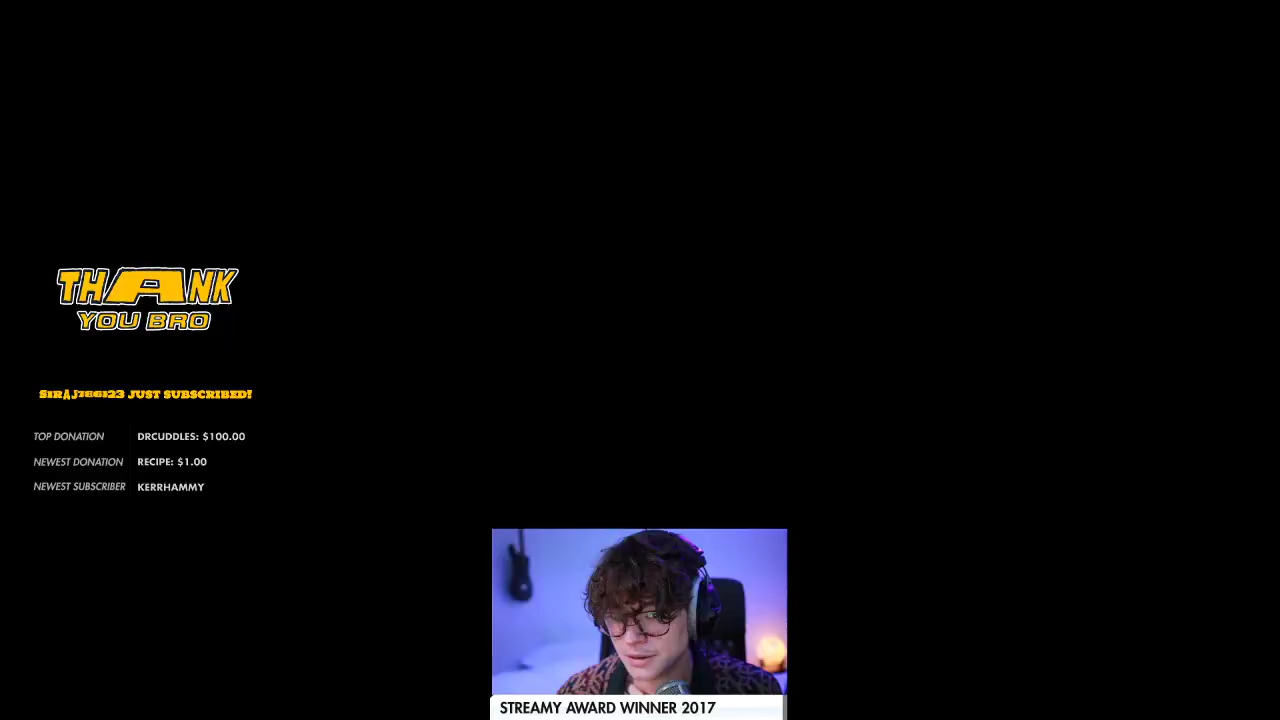 THANK
YOU BRO
SIRAJ786123 JUST SUBSCRIBED!
TOP DONATION DRCUDDLES: $100.00
NEWEST DONATION RECIPE: $1.00
NEWEST SUBSCRIBER KERRHAMMY
STREAMY AWARD WINNER 2017